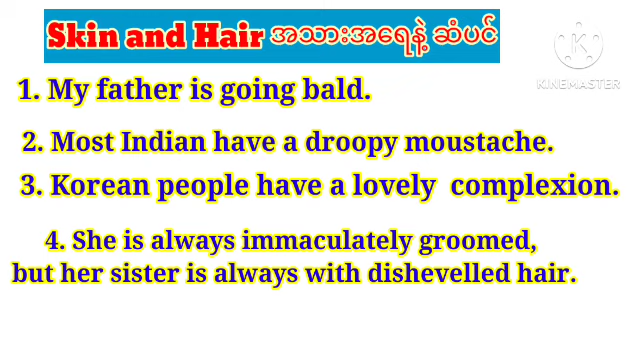 Skin and Hair အသားအရေနဲ့ ဆံပင်
KINEMASTER
1. My father is going bald.
2. Most Indian have a droopy moustache.
3. Korean people have a lovely complexion.
4. She is always immaculately groomed,
but her sister is always with dishevelled hair.